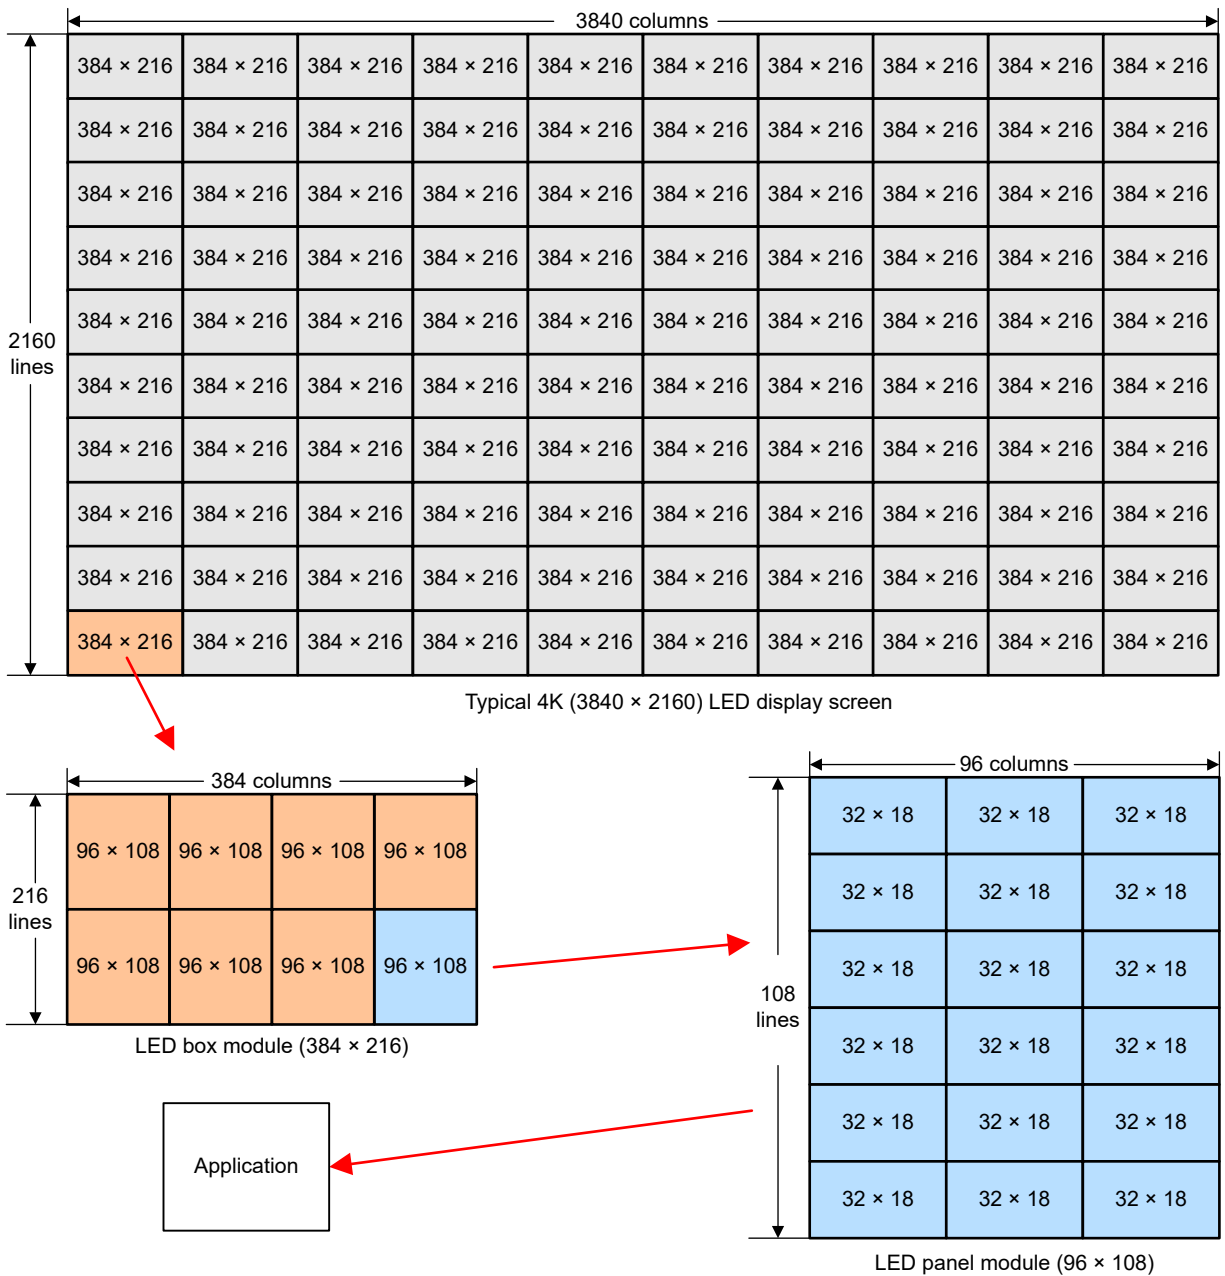 3840 columns
384 × 216 384 × 216 384 × 216 384 × 216 384 × 216 384 × 216 384 × 216 384 × 216 384 × 216 384 × 216
384 × 216 384 × 216 384 × 216 384 × 216 384 × 216 384 × 216 384 × 216 384 × 216 384 × 216 384 × 216
384 × 216 384 × 216 384 × 216 384 × 216 384 × 216 384 × 216 384 × 216 384 × 216 384 × 216 384 × 216
384 × 216 384 × 216 384 × 216 384 × 216 384 × 216 384 × 216 384 × 216 384 × 216 384 × 216 384 × 216
384 × 216 384 × 216 384 × 216 384 × 216 384 × 216 384 × 216 384 × 216 384 × 216 384 × 216 384 × 216
2160
lines
384 × 216 384 × 216 384 × 216 384 × 216 384 × 216 384 × 216 384 × 216 384 × 216 384 × 216 384 × 216
384 × 216 384 × 216 384 × 216 384 × 216 384 × 216 384 × 216 384 × 216 384 × 216 384 × 216 384 × 216
384 × 216 384 × 216 384 × 216 384 × 216 384 × 216 384 × 216 384 × 216 384 × 216 384 × 216 384 × 216
384 × 216 384 × 216 384 × 216 384 × 216 384 × 216 384 × 216 384 × 216 384 × 216 384 × 216 384 × 216
384 × 216 384 × 216 384 × 216 384 × 216 384 × 216 384 × 216 384 × 216 384 × 216 384 × 216 384 × 216
Typical 4K (3840 × 2160) LED display screen
384 columns
96 × 108 96 × 108 96 × 108 96 × 108
216
lines
96 × 108 96 × 108 96 × 108 96 × 108
LED box module (384 × 216)
96 columns
32 × 18 32 × 18 32 × 18
32 × 18 32 × 18 32 × 18
32 × 18 32 × 18 32 × 18
108
lines
32 × 18 32 × 18 32 × 18
32 × 18 32 × 18 32 × 18
32 × 18 32 × 18 32 × 18
LED panel module (96 × 108)
Application